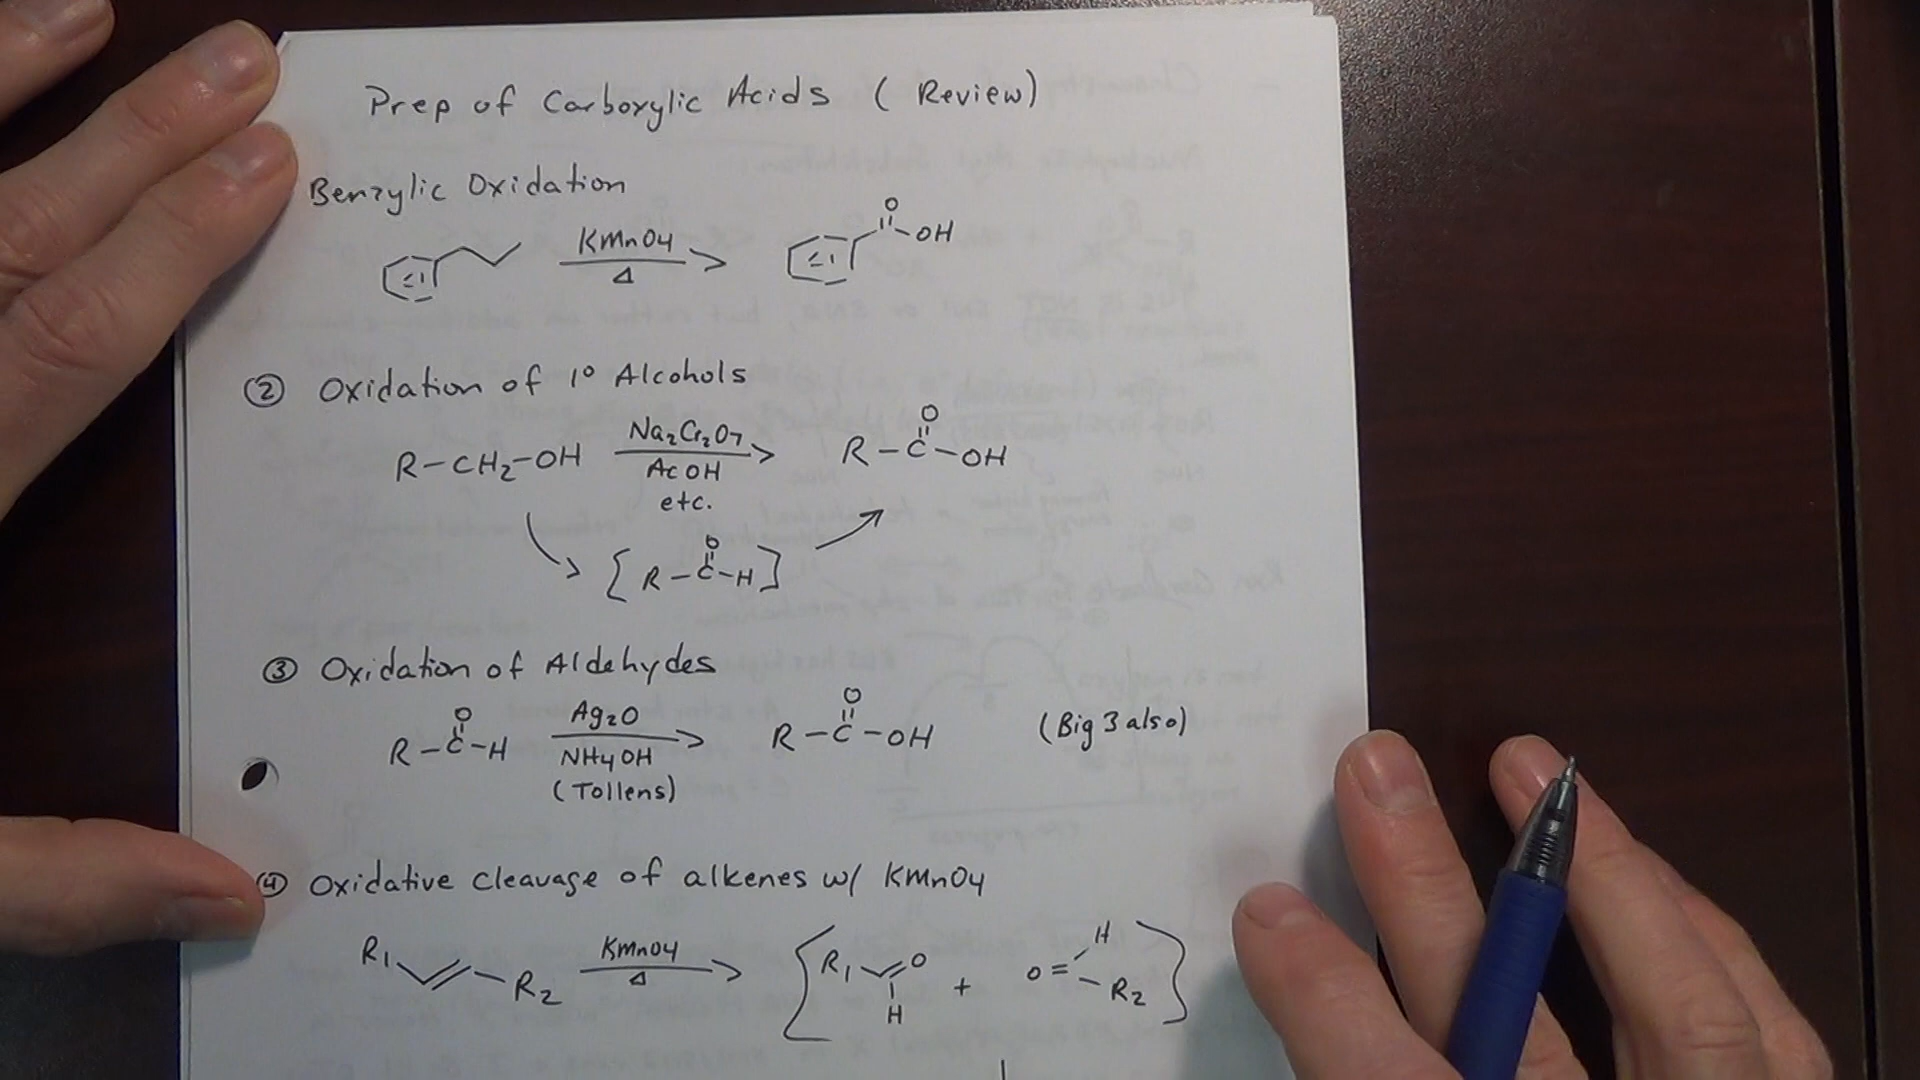 Prep of Carboxylic Acids (Review)
Benzylic Oxidation
KMnO4
Δ
O
OH
② Oxidation of 1° Alcohols
R-CH2-OH
Na2Cr2O7
AcOH
etc.
O
R-C-OH
O
[R-C-H]
③ Oxidation of Aldehydes
O
R-C-H
Ag2O
NH4OH
(Tollens)
O
R-C-OH
(Big 3 also)
④ Oxidative cleavage of alkenes w/ KMnO4
R1
R2
KMnO4
Δ
[R1
O
H
+
O=
H
R2]